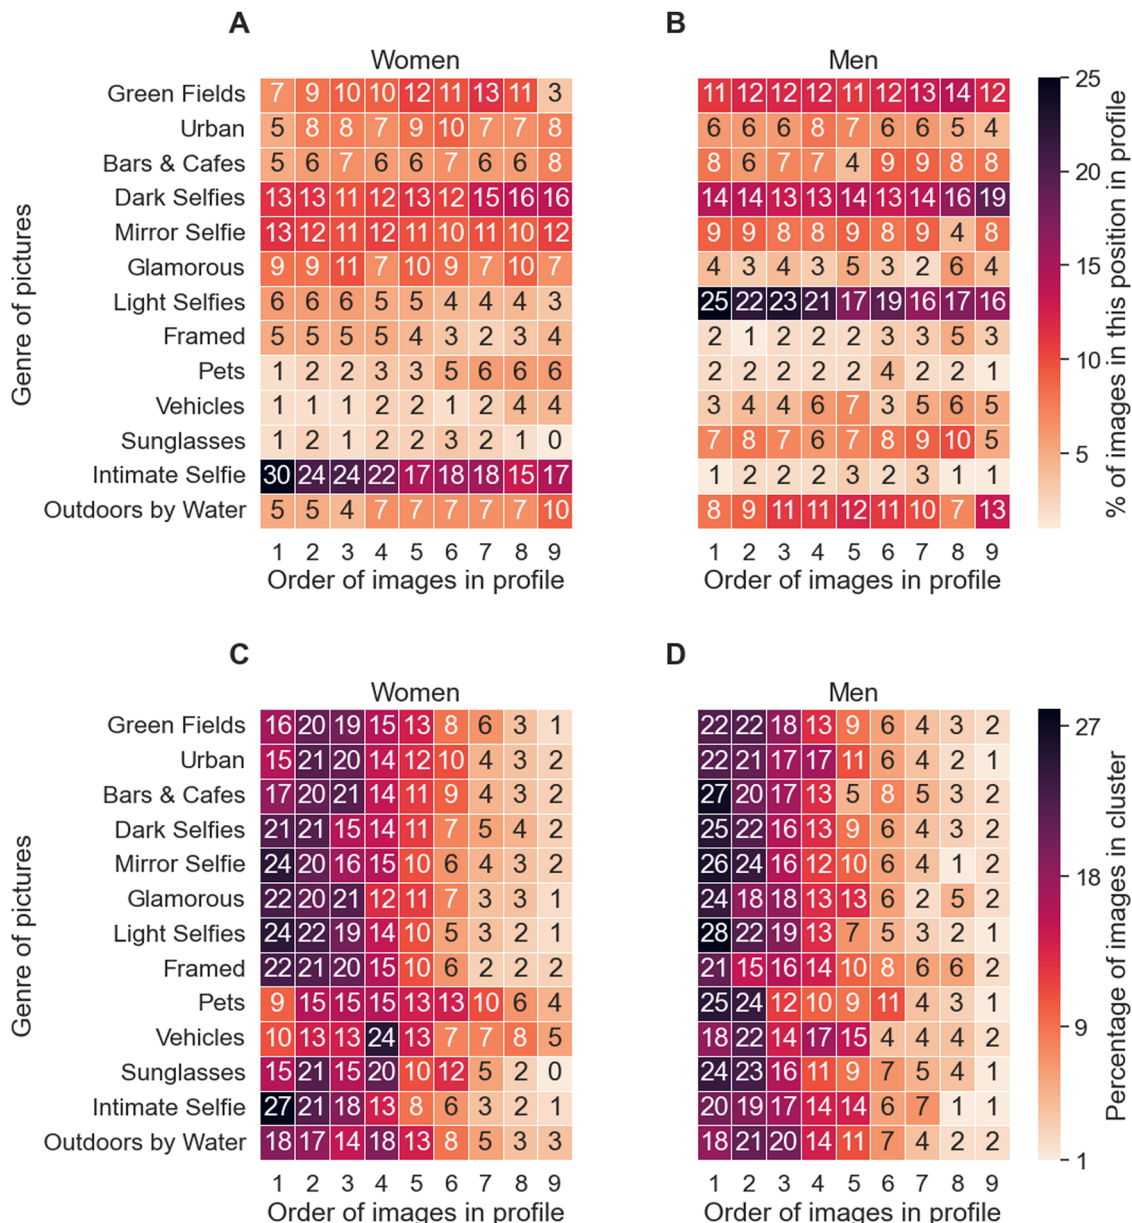 A B
Women Men
Green Fields 7 9 10 10 12 11 13 11 3 11 12 12 12 11 12 13 14 12 25
Urban 5 8 8 7 9 10 7 7 8 6 6 6 8 7 6 6 5 4
Bars & Cafes 5 6 7 6 6 7 6 6 8 8 6 7 7 4 9 9 8 8 20
Dark Selfies 13 13 11 12 13 12 15 16 16 14 14 13 13 14 13 14 16 19
Mirror Selfie 13 12 11 12 11 10 11 10 12 9 9 8 8 9 8 9 4 8
Glamorous 9 9 11 7 10 9 7 10 7 4 3 4 3 5 3 2 6 4 15
Light Selfies 6 6 6 5 5 4 4 4 3 25 22 23 21 17 19 16 17 16
Framed 5 5 5 5 4 3 2 3 4 2 1 2 2 2 3 3 5 3 10
Pets 1 2 2 3 3 5 6 6 6 2 2 2 2 2 4 2 2 1
Vehicles 1 1 1 2 2 1 2 4 4 3 4 4 6 7 3 5 6 5
Sunglasses 1 2 1 2 2 3 2 1 0 7 8 7 6 7 8 9 10 5 5
Intimate Selfie 30 24 24 22 17 18 18 15 17 1 2 2 2 3 2 3 1 1
Outdoors by Water 5 5 4 7 7 7 7 7 10 8 9 11 11 12 11 10 7 13
1 2 3 4 5 6 7 8 9 1 2 3 4 5 6 7 8 9
Order of images in profile Order of images in profile
Genre of pictures
% of images in this position in profile
C D
Women Men
Green Fields 16 20 19 15 13 8 6 3 1 22 22 18 13 9 6 4 3 2 27
Urban 15 21 20 14 12 10 4 3 2 22 21 17 17 11 6 4 2 1
Bars & Cafes 17 20 21 14 11 9 4 3 2 27 20 17 13 5 8 5 3 2
Dark Selfies 21 21 15 14 11 7 5 4 2 25 22 16 13 9 6 4 3 2
Mirror Selfie 24 20 16 15 10 6 4 3 2 26 24 16 12 10 6 4 1 2 18
Glamorous 22 20 21 12 11 7 3 3 1 24 18 18 13 13 6 2 5 2
Light Selfies 24 22 19 14 10 5 3 2 1 28 22 19 13 7 5 3 2 1
Framed 22 21 20 15 10 6 2 2 2 21 15 16 14 10 8 6 6 2
Pets 9 15 15 15 13 13 10 6 4 25 24 12 10 9 11 4 3 1 9
Vehicles 10 13 13 24 13 7 7 8 5 18 22 14 17 15 4 4 4 2
Sunglasses 15 21 15 20 10 12 5 2 0 24 23 16 11 9 7 5 4 1
Intimate Selfie 27 21 18 13 8 6 3 2 1 20 19 17 14 14 6 7 1 1
Outdoors by Water 18 17 14 18 13 8 5 3 3 18 21 20 14 11 7 4 2 2 1
1 2 3 4 5 6 7 8 9 1 2 3 4 5 6 7 8 9
Order of images in profile Order of images in profile
Genre of pictures
Percentage of images in cluster